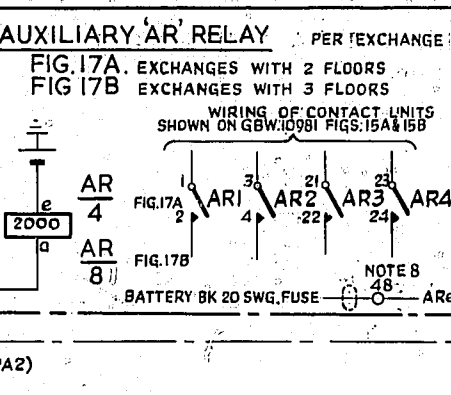 AUXILIARY 'AR' RELAY PER EXCHANGE
FIG.17A. EXCHANGES WITH 2 FLOORS
FIG 17B EXCHANGES WITH 3 FLOORS
WIRING OF CONTACT UNITS
SHOWN ON GBW.10981 FIGS.15A&15B
e
2000
a
AR
4
AR
8
FIG.17A
FIG.17B
1 AR1 2
3 AR2 4
21 AR3 22
23 AR4 24
NOTE 8
BATTERY BK 20 SWG. FUSE 48 ARe
A2)